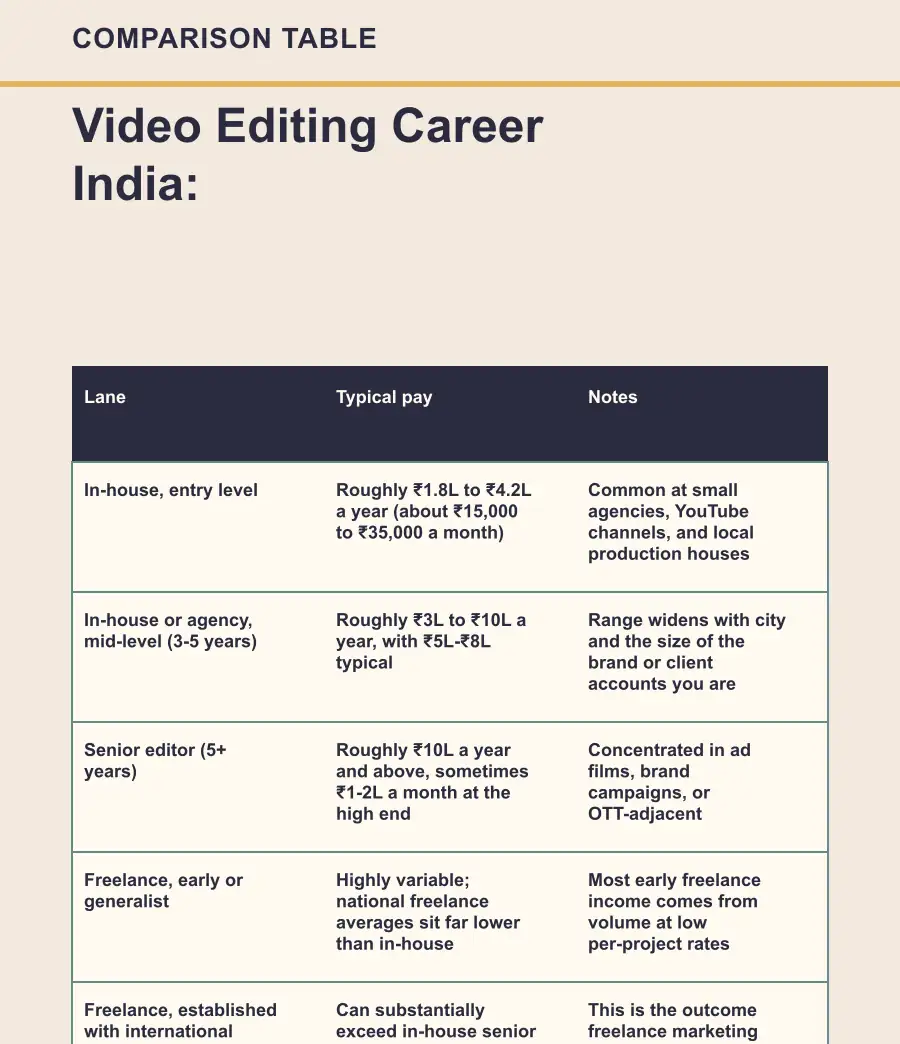 COMPARISON TABLE
Video Editing Career
India:
Lane
Typical pay
Notes
In-house, entry level
Roughly ₹1.8L to ₹4.2L
a year (about ₹15,000
to ₹35,000 a month)
Common at small
agencies, YouTube
channels, and local
production houses
In-house or agency,
mid-level (3-5 years)
Roughly ₹3L to ₹10L a
year, with ₹5L-₹8L
typical
Range widens with city
and the size of the
brand or client
accounts you are
Senior editor (5+
years)
Roughly ₹10L a year
and above, sometimes
₹1-2L a month at the
high end
Concentrated in ad
films, brand
campaigns, or
OTT-adjacent
Freelance, early or
generalist
Highly variable;
national freelance
averages sit far lower
than in-house
Most early freelance
income comes from
volume at low
per-project rates
Freelance, established
with international
Can substantially
exceed in-house senior
This is the outcome
freelance marketing